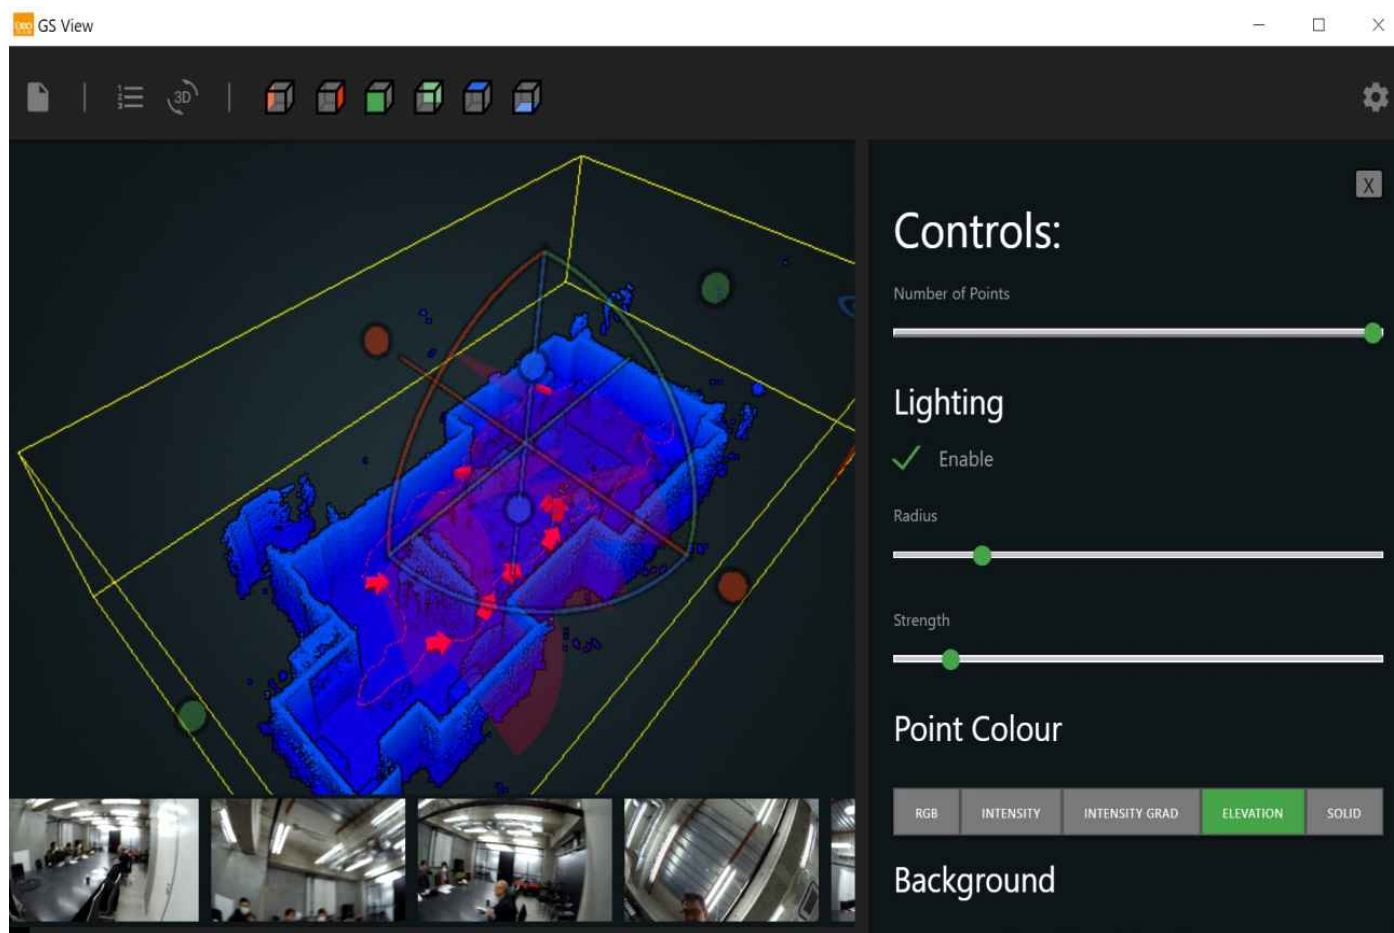 GS View
3D
X
Controls:
Number of Points
Lighting
Enable
Radius
Strength
Point Colour
RGB INTENSITY INTENSITY GRAD ELEVATION SOLID
Background